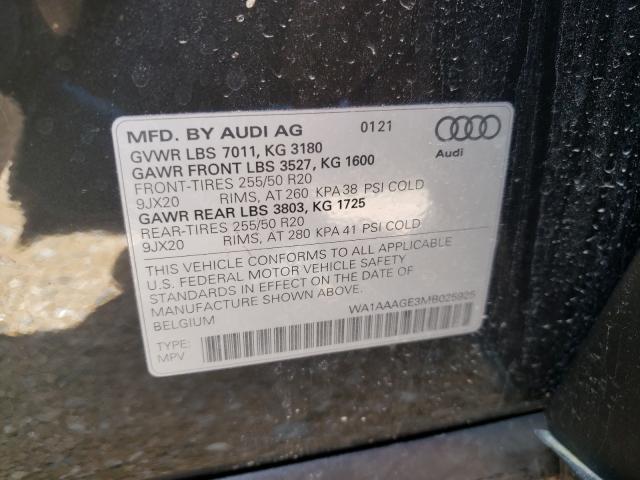 MFD. BY AUDI AG 0121
GVWR LBS 7011, KG 3180
GAWR FRONT LBS 3527, KG 1600
FRONT-TIRES 255/50 R20
9JX20 RIMS, AT 260 KPA 38 PSI COLD
GAWR REAR LBS 3803, KG 1725
REAR-TIRES 255/50 R20
9JX20 RIMS, AT 280 KPA 41 PSI COLD
Audi
THIS VEHICLE CONFORMS TO ALL APPLICABLE
U.S. FEDERAL MOTOR VEHICLE SAFETY
STANDARDS IN EFFECT ON THE DATE OF
MANUFACTURE SHOWN ABOVE.
BELGIUM
WA1AAAGE3MB025925
TYPE:
MPV